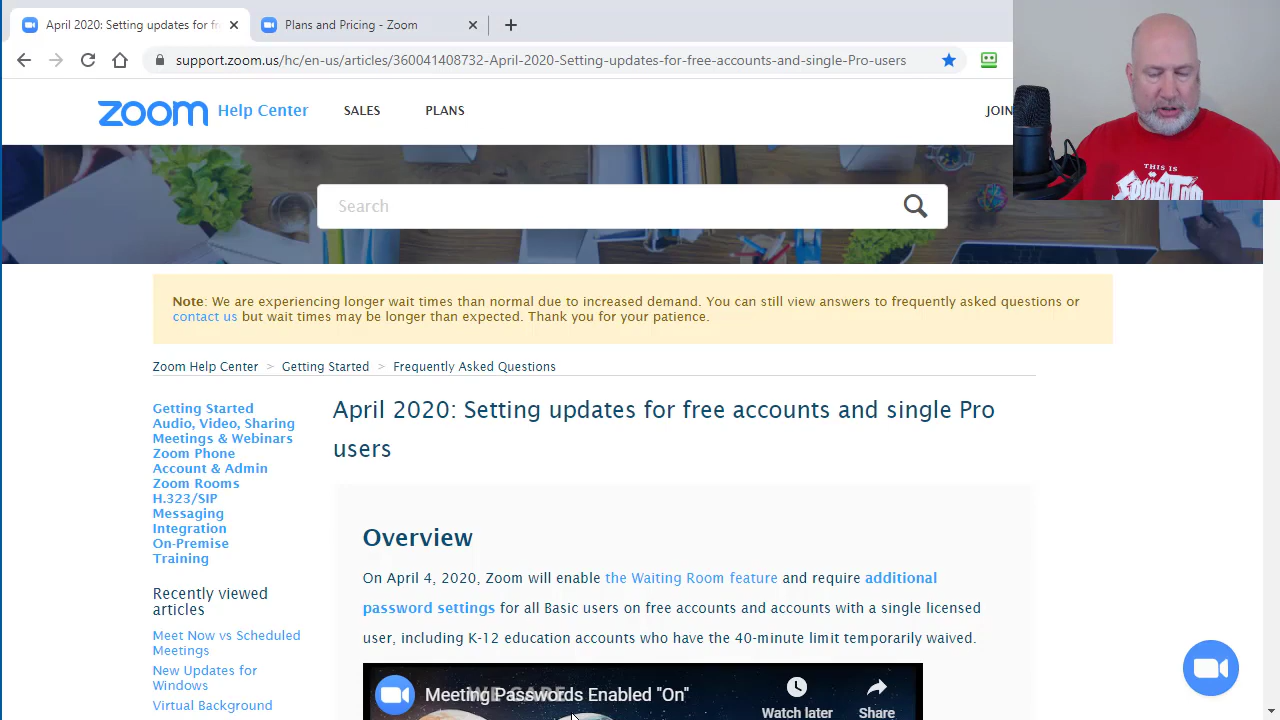 April 2020: Setting updates for fr
Plans and Pricing - Zoom
support.zoom.us/hc/en-us/articles/360041408732-April-2020-Setting-updates-for-free-accounts-and-single-Pro-users
zoom Help Center SALES PLANS JOIN
THIS IS
SPIN̈AL TAP
Search
Note: We are experiencing longer wait times than normal due to increased demand. You can still view answers to frequently asked questions or
contact us but wait times may be longer than expected. Thank you for your patience.
Zoom Help Center > Getting Started > Frequently Asked Questions
Getting Started
Audio, Video, Sharing
Meetings & Webinars
Zoom Phone
Account & Admin
Zoom Rooms
H.323/SIP
Messaging
Integration
On-Premise
Training
Recently viewed
articles
Meet Now vs Scheduled
Meetings
New Updates for
Windows
Virtual Background
April 2020: Setting updates for free accounts and single Pro
users
Overview
On April 4, 2020, Zoom will enable the Waiting Room feature and require additional
password settings for all Basic users on free accounts and accounts with a single licensed
user, including K-12 education accounts who have the 40-minute limit temporarily waived.
WE CARE
Meeting Passwords Enabled "On"
Watch later
Share